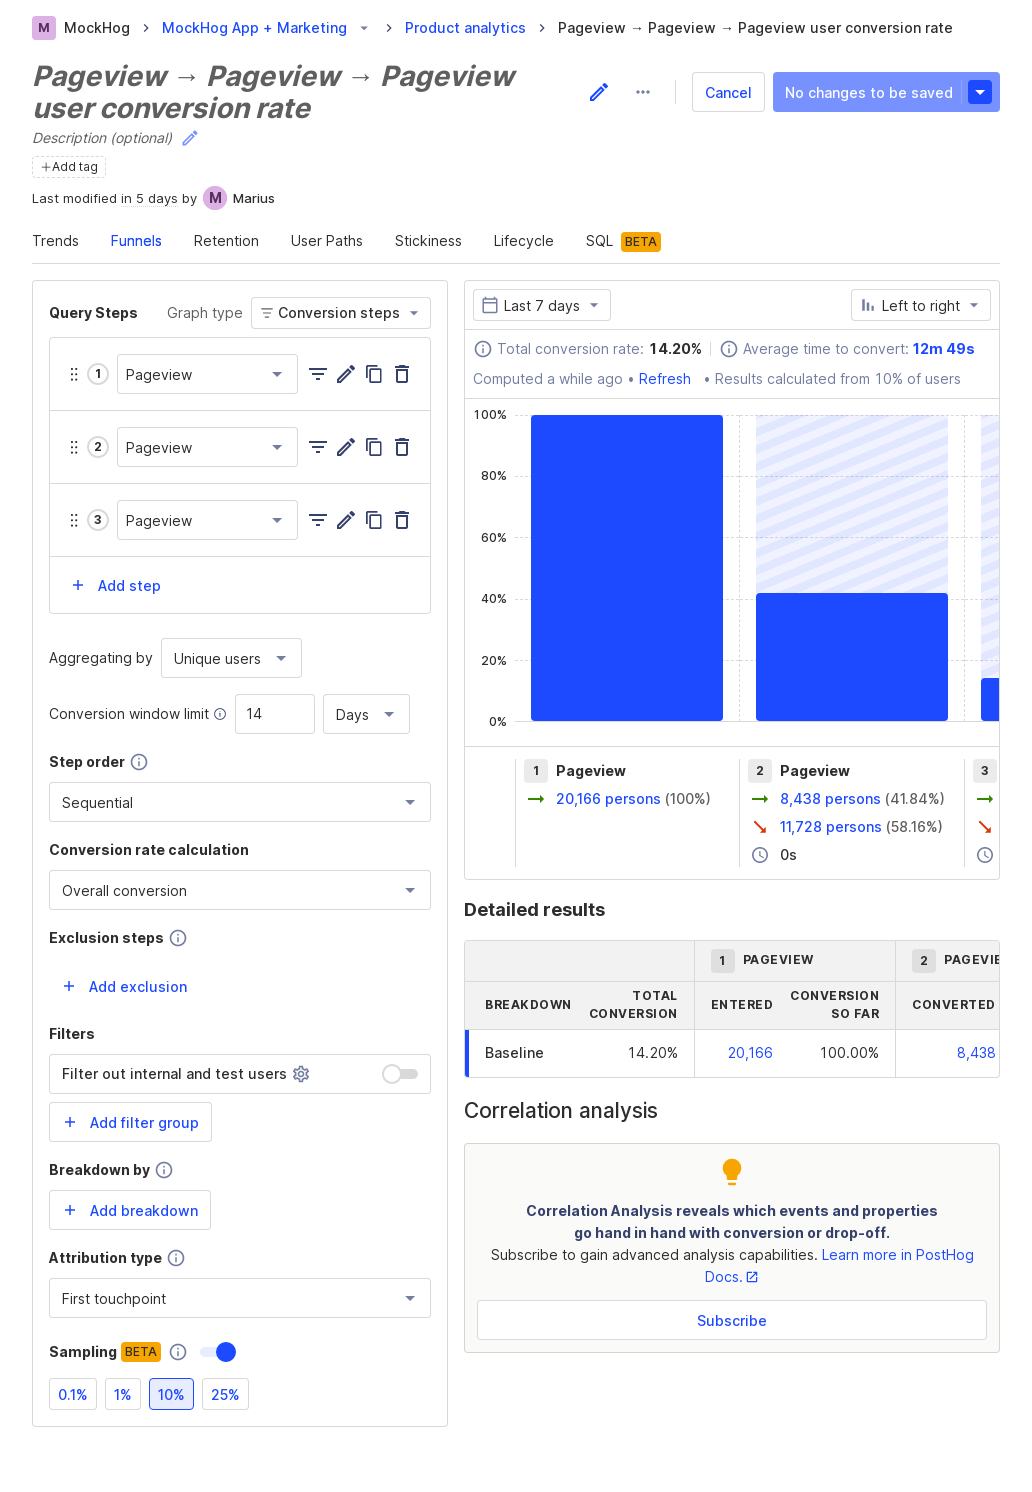 M MockHog > MockHog App + Marketing > Product analytics > Pageview → Pageview → Pageview user conversion rate
Pageview → Pageview → Pageview
user conversion rate
Cancel
No changes to be saved
Description (optional)
+Add tag
Last modified in 5 days by M Marius
Trends Funnels Retention User Paths Stickiness Lifecycle SQL BETA
Query Steps Graph type Conversion steps
1 Pageview
2 Pageview
3 Pageview
+ Add step
Aggregating by Unique users
Conversion window limit 14 Days
Step order
Sequential
Conversion rate calculation
Overall conversion
Exclusion steps
+ Add exclusion
Filters
Filter out internal and test users
+ Add filter group
Breakdown by
+ Add breakdown
Attribution type
First touchpoint
Sampling BETA
0.1% 1% 10% 25%
Last 7 days Left to right
Total conversion rate: 14.20% Average time to convert: 12m 49s
Computed a while ago • Refresh • Results calculated from 10% of users
100%
80%
60%
40%
20%
0%
1 Pageview
20,166 persons (100%)
2 Pageview
8,438 persons (41.84%)
11,728 persons (58.16%)
0s
3
Detailed results
1 PAGEVIEW 2 PAGEVIE
BREAKDOWN TOTAL CONVERSION ENTERED CONVERSION SO FAR CONVERTED
Baseline 14.20% 20,166 100.00% 8,438
Correlation analysis
Correlation Analysis reveals which events and properties
go hand in hand with conversion or drop-off.
Subscribe to gain advanced analysis capabilities. Learn more in PostHog
Docs.
Subscribe